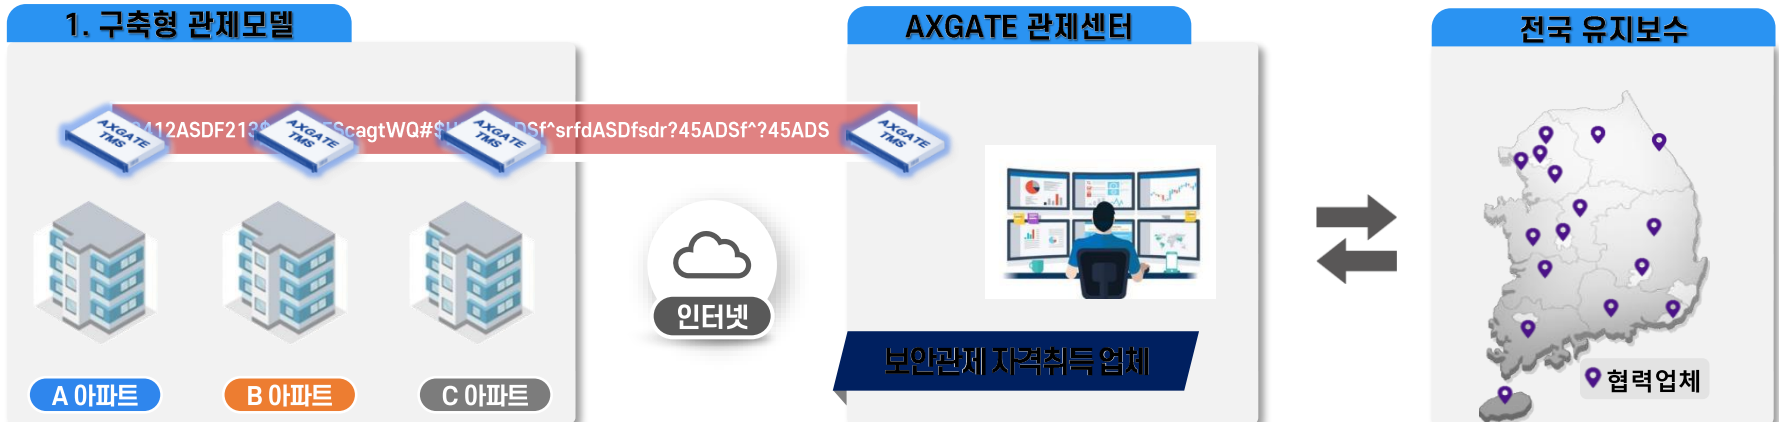 1. 구축형 관제모델
AXGATE 관제센터
전국 유지보수
AXGATE
TMS
412ASDF213
AXGATE
TMS
ScagtWQ#$
AXGATE
TMS
DSf^srfdASDfsdr?45ADSf^?45ADS
AXGATE
TMS
인터넷
보안관제 자격취득 업체
A 아파트
B 아파트
C 아파트
협력업체